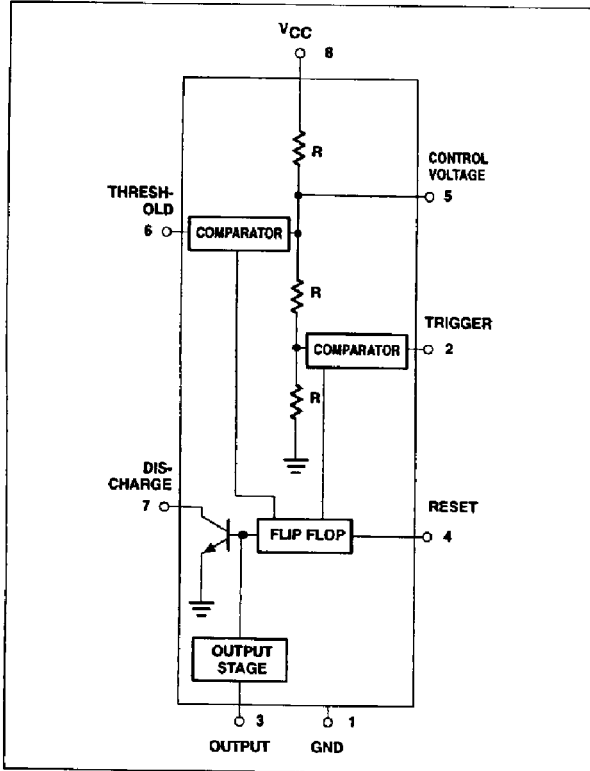 VCC
8
R
CONTROL
VOLTAGE
5
THRESH-
OLD
6
COMPARATOR
R
TRIGGER
COMPARATOR
2
R
DIS-
CHARGE
7
RESET
FLIP FLOP
4
OUTPUT
STAGE
3
1
OUTPUT
GND